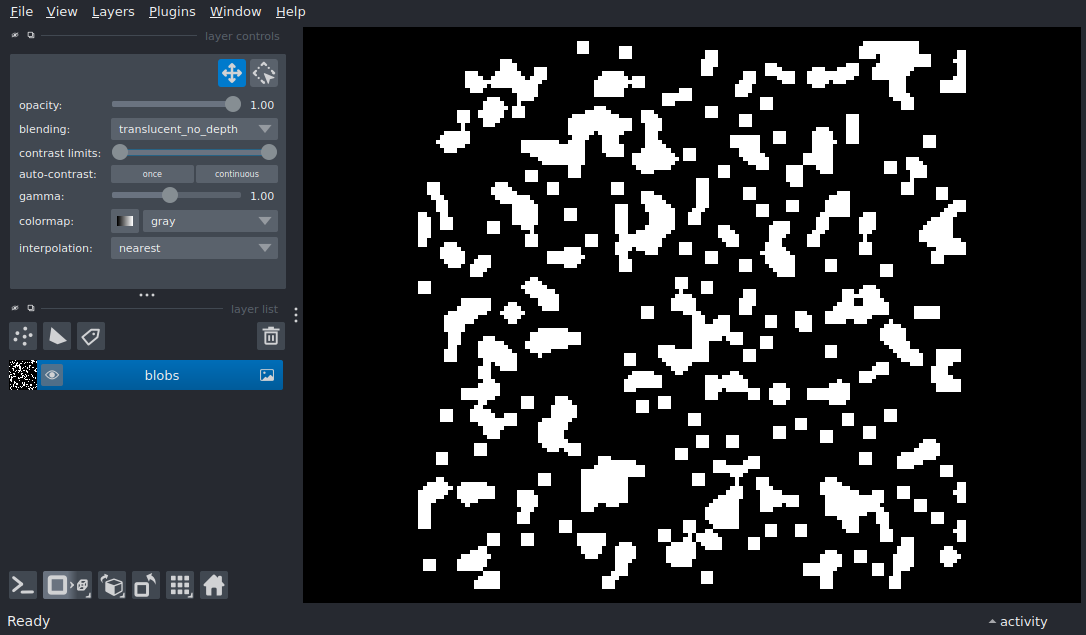 File View Layers Plugins Window Help
layer controls
opacity: 1.00
blending: translucent_no_depth
contrast limits:
auto-contrast: once continuous
gamma: 1.00
colormap: gray
interpolation: nearest
layer list
blobs
Ready
activity